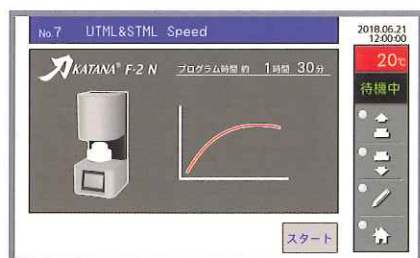 No.7 UTML&STML Speed
2018.06.21
12:00:00
KATANA® F-2 N
プログラム時間 約 1時間 30分
20℃
待機中
スタート